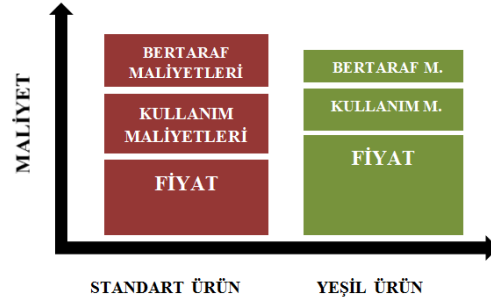 MALİYET
BERTARAF
MALİYETLERİ
KULLANIM
MALİYETLERİ
FİYAT
BERTARAF M.
KULLANIM M.
FİYAT
STANDART ÜRÜN
YEŞİL ÜRÜN